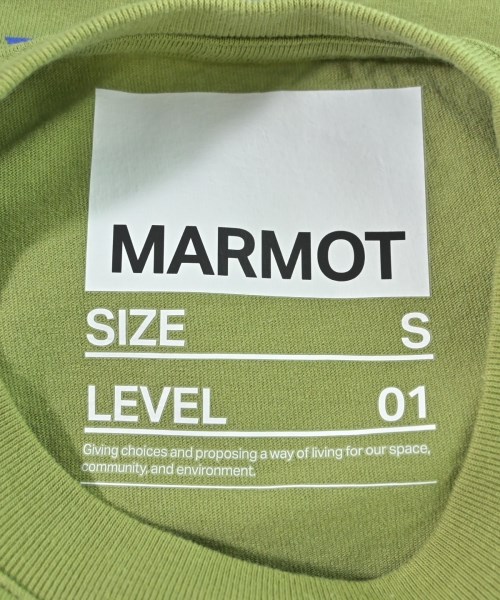 MARMOT
SIZE S
LEVEL 01
Giving choices and proposing a way of living for our space,
community, and environment.